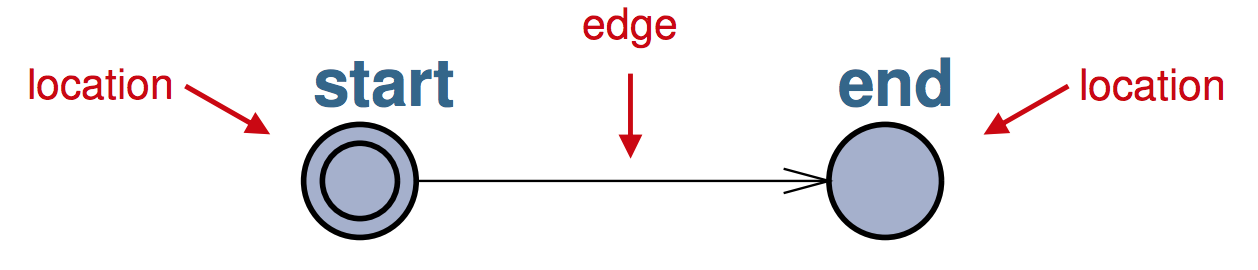 edge
start
end
location
location